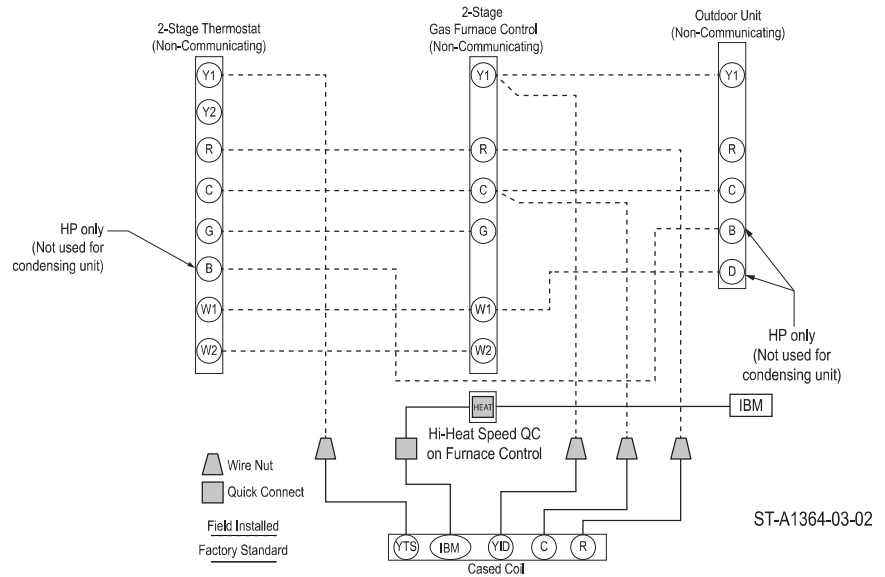 2-Stage Thermostat
(Non-Communicating)
2-Stage
Gas Furnace Control
(Non-Communicating)
Outdoor Unit
(Non-Communicating)
Y1
Y2
R
C
G
B
W1
W2
Y1
R
C
G
W1
W2
Y1
R
C
B
D
HP only
(Not used for
condensing unit)
HP only
(Not used for
condensing unit)
HEAT
Hi-Heat Speed QC
on Furnace Control
IBM
Wire Nut
Quick Connect
Field Installed
Factory Standard
YTS
IBM
YID
C
R
Cased Coil
ST-A1364-03-02